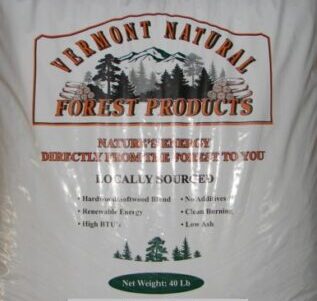 VERMONT NATURAL
FOREST PRODUCTS
NATURE'S ENERGY
DIRECTLY FROM THE FOREST TO YOU
LOCALLY SOURCED
• Hardwood/Softwood Blend
• No Additives
• Renewable Energy
• Clean Burning
• High BTU's
• Low Ash
Net Weight: 40 Lb